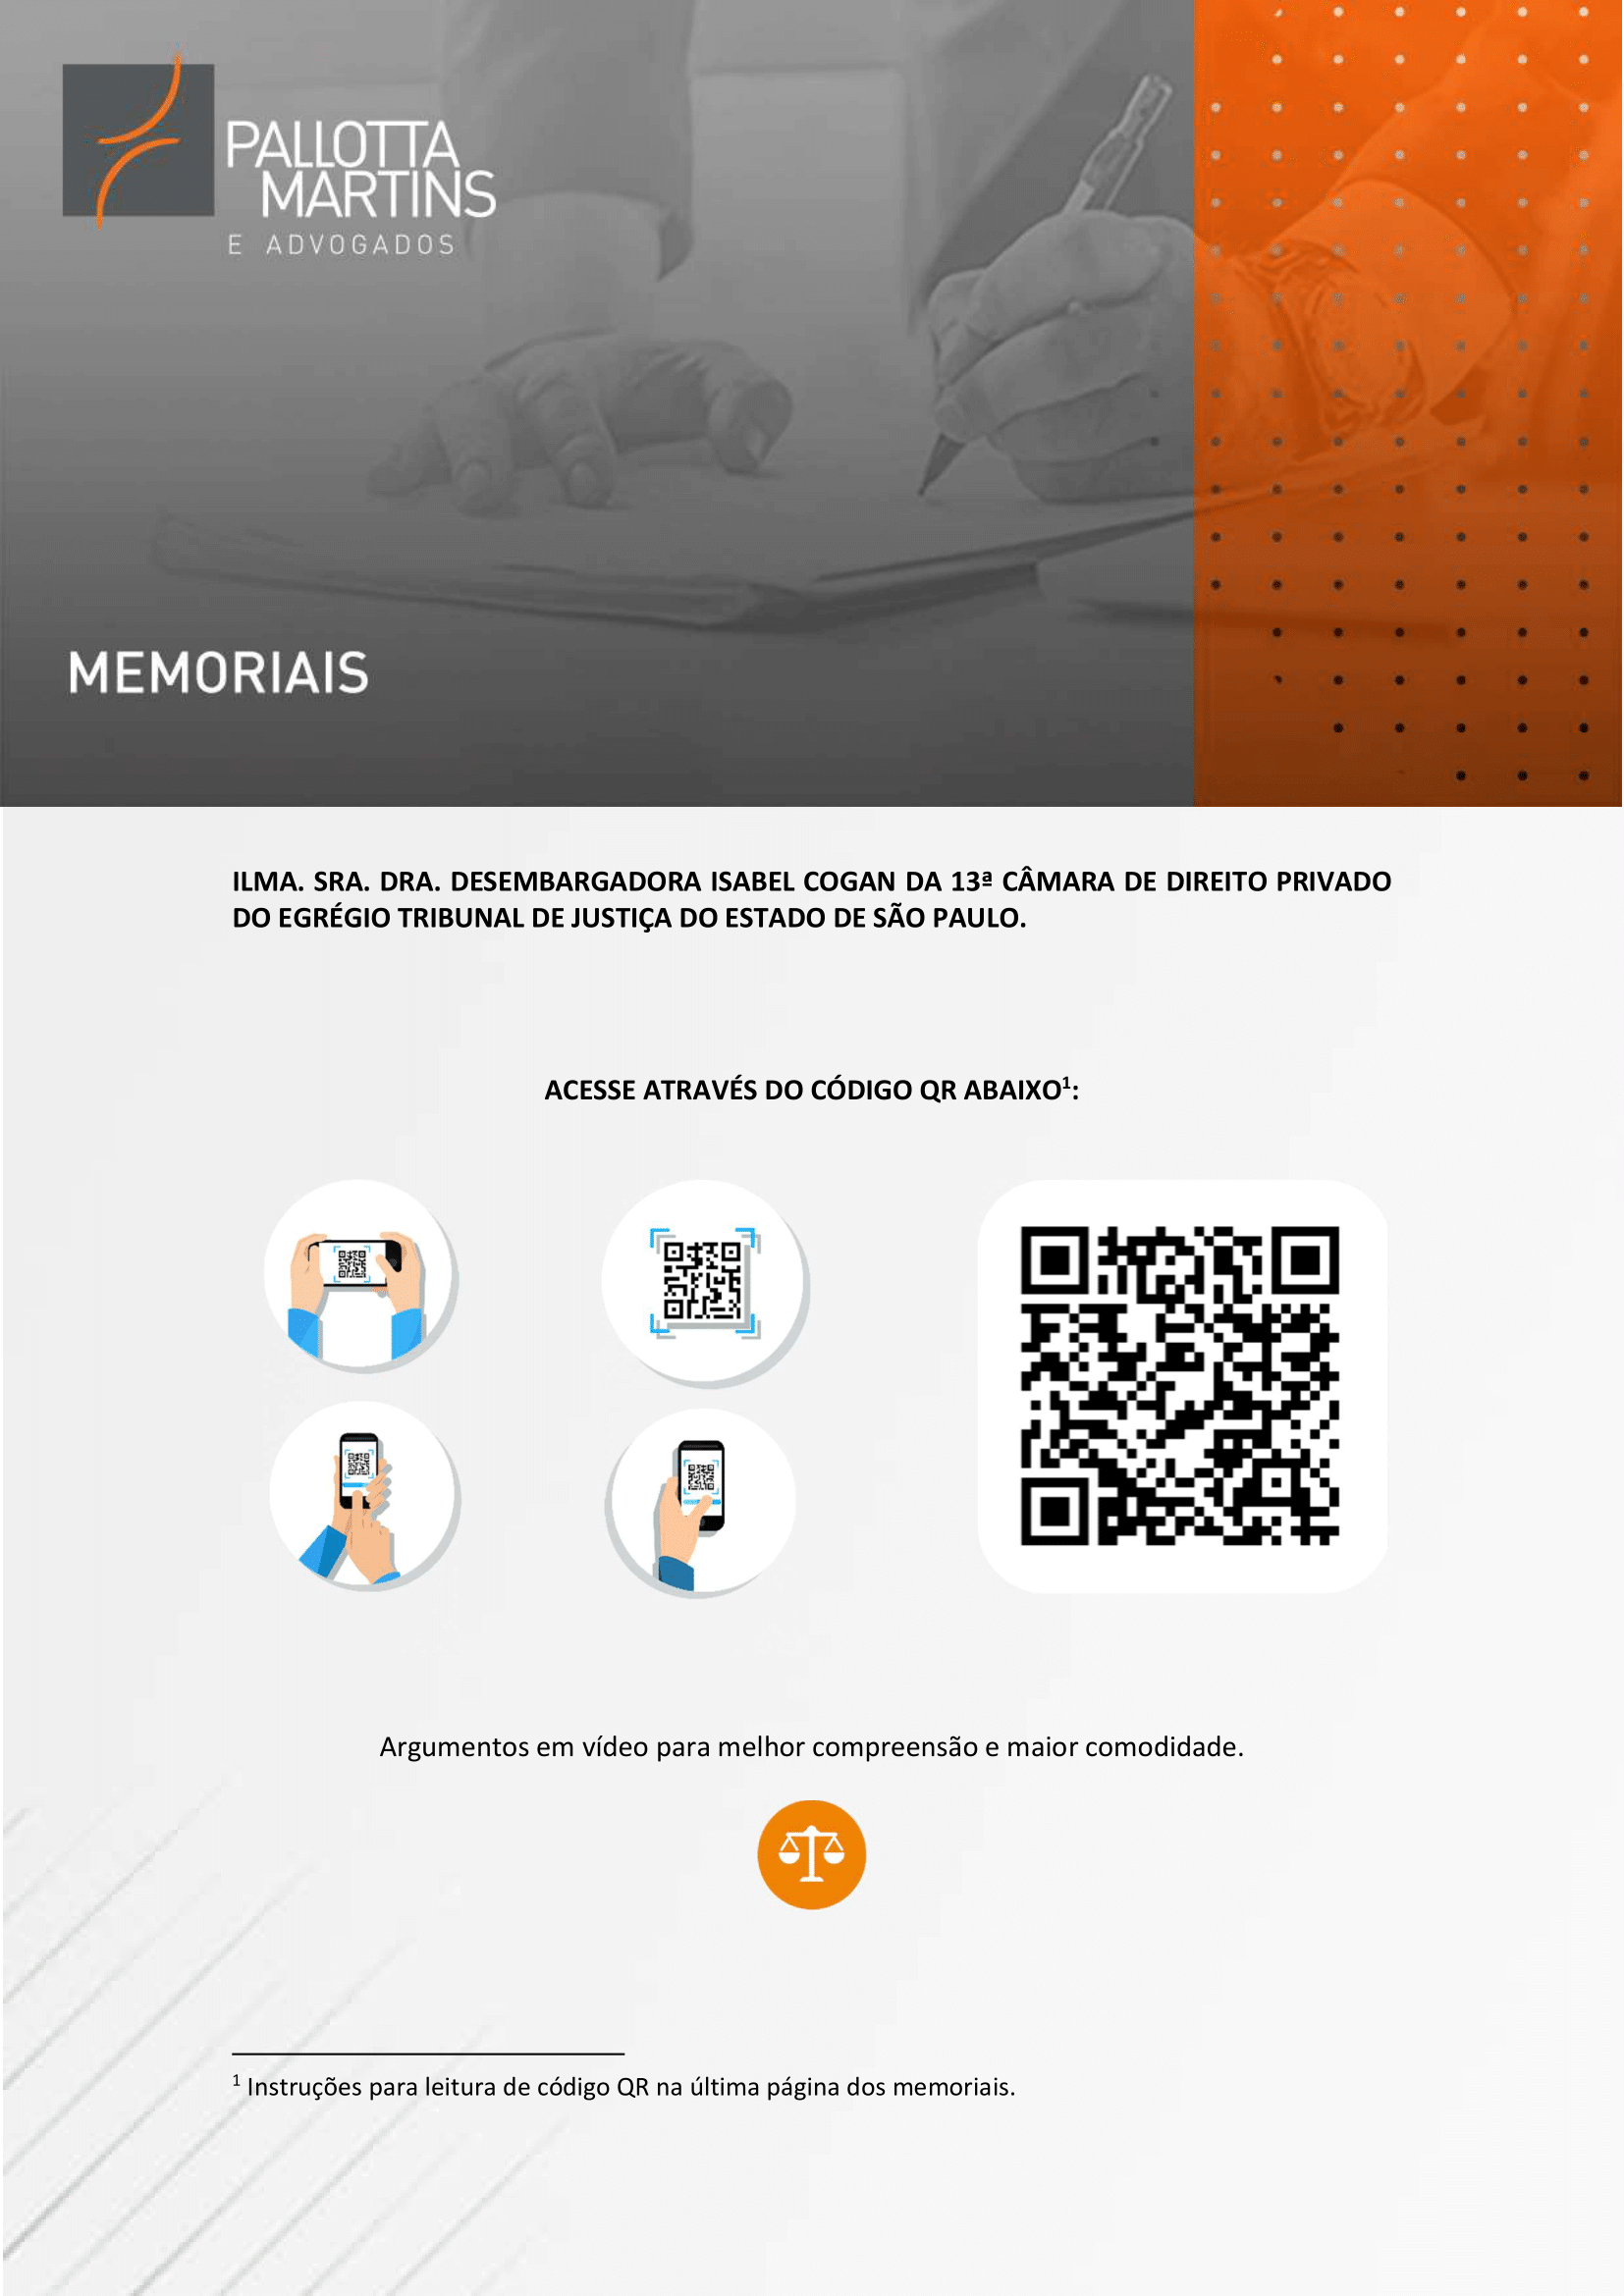 PALLOTTA
MARTINS
E ADVOGADOS
MEMORIAIS
ILMA. SRA. DRA. DESEMBARGADORA ISABEL COGAN DA 13ª CÂMARA DE DIREITO PRIVADO
DO EGRÉGIO TRIBUNAL DE JUSTIÇA DO ESTADO DE SÃO PAULO.
ACESSE ATRAVÉS DO CÓDIGO QR ABAIXO¹:
Argumentos em vídeo para melhor compreensão e maior comodidade.
¹ Instruções para leitura de código QR na última página dos memoriais.